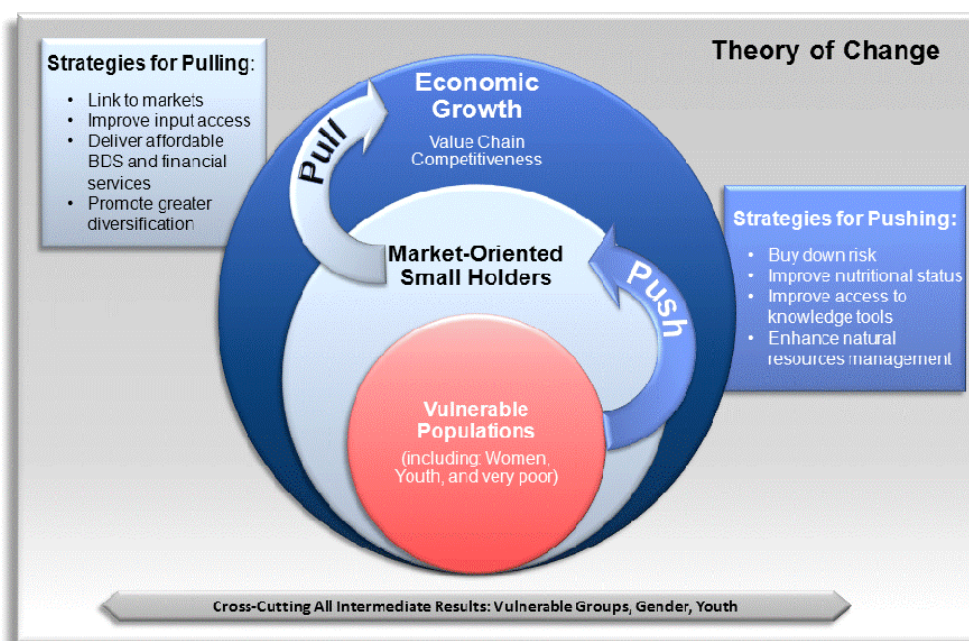 Theory of Change
Strategies for Pulling:
• Link to markets
• Improve input access
• Deliver affordable
BDS and financial
services
• Promote greater
diversification
Economic
Growth
Value Chain
Competitiveness
Pull
Market-Oriented
Small Holders
Push
Vulnerable
Populations
(including: Women,
Youth, and very poor)
Strategies for Pushing:
• Buy down risk
• Improve nutritional status
• Improve access to
knowledge tools
• Enhance natural
resources management
Cross-Cutting All Intermediate Results: Vulnerable Groups, Gender, Youth